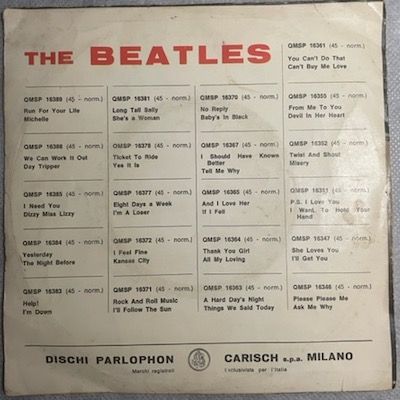 THE BEATLES
QMSP 16361 (45 - norm.)
You Can't Do That
Can't Buy Me Love
QMSP 16389 (45 - norm.)
Run For Your Life
Michelle
QMSP 16381 (45 - norm.)
Long Tall Sally
She's a Woman
QMSP 16370 (45 - norm.)
No Reply
Baby's In Black
QMSP 16355 (45 - norm.)
From Me To You
Devil In Her Heart
QMSP 16388 (45 - norm.)
We Can Work It Out
Day Tripper
QMSP 16378 (45 - norm.)
Ticket To Ride
Yes It Is
QMSP 16367 (45 - norm.)
I Should Have Known
Better
Tell Me Why
QMSP 16352 (45 - norm.)
Twist And Shout
Misery
QMSP 16385 (45 - norm.)
I Need You
Dizzy Miss Lizzy
QMSP 16377 (45 - norm.)
Eight Days a Week
I'm A Loser
QMSP 16365 (45 - norm.)
And I Love Her
If I Fell
QMSP 16351 (45 - norm.)
P.S. I Love You
I Want To Hold Your
Hand
QMSP 16384 (45 - norm.)
Yesterday
The Night Before
QMSP 16372 (45 - norm.)
I Feel Fine
Kansas City
QMSP 16364 (45 - norm.)
Thank You Girl
All My Loving
QMSP 16347 (45 - norm.)
She Loves You
I'll Get You
QMSP 16383 (45 - norm.)
Help!
I'm Down
QMSP 16371 (45 - norm.)
Rock And Roll Music
I'll Follow The Sun
QMSP 16363 (45 - norm.)
A Hard Day's Night
Things We Said Today
QMSP 16346 (45 - norm.)
Please Please Me
Ask Me Why
DISCHI PARLOPHON
Marchi registrati
CARISCH s.p.a. MILANO
Esclusivista per l'Italia